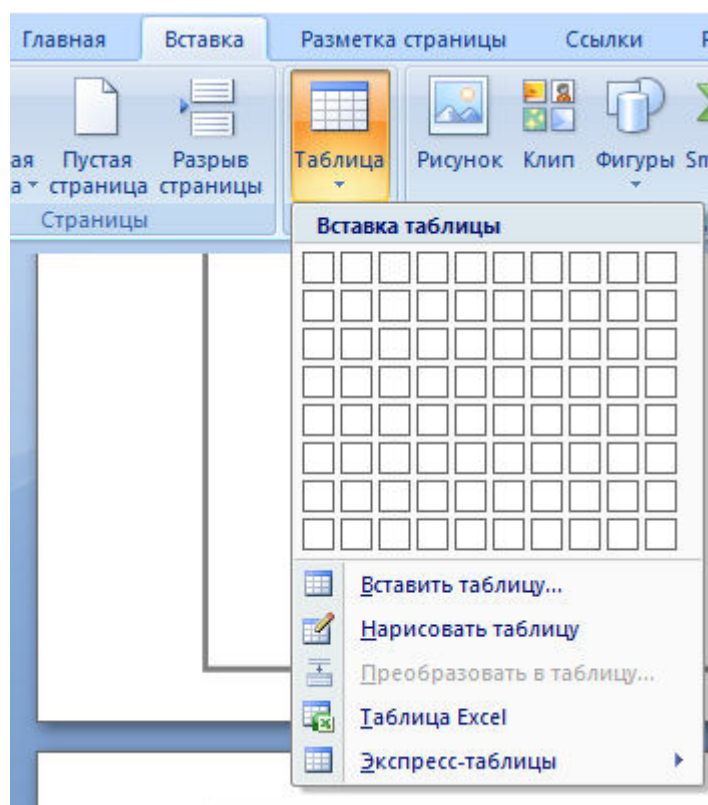 Главная Вставка Разметка страницы Ссылки
Пустая страница
Разрыв страницы
Таблица
Рисунок
Клип
Фигуры
Страницы
Вставка таблицы
Вставить таблицу...
Нарисовать таблицу
Преобразовать в таблицу...
Таблица Excel
Экспресс-таблицы